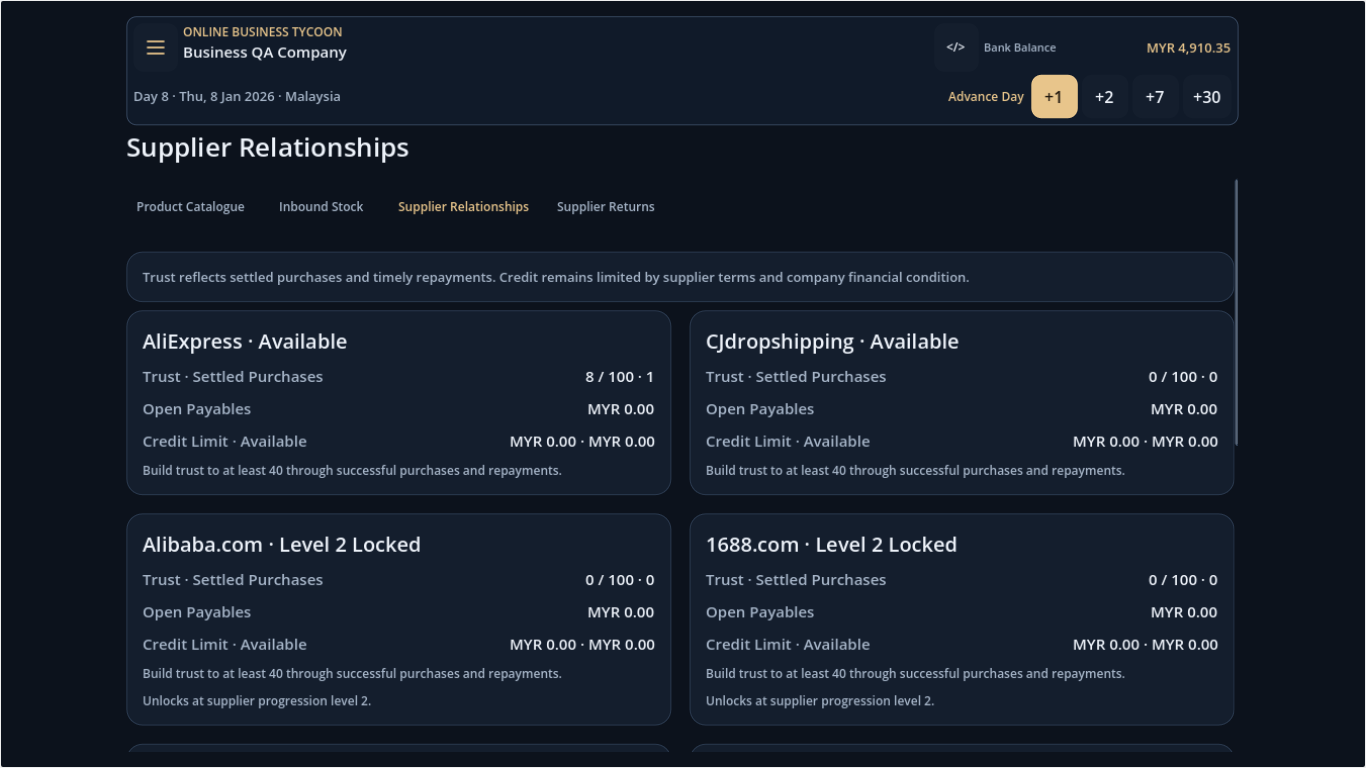 ONLINE BUSINESS TYCOON
Business QA Company
</> Bank Balance MYR 4,910.35
Day 8 · Thu, 8 Jan 2026 · Malaysia
Advance Day +1 +2 +7 +30
Supplier Relationships
Product Catalogue Inbound Stock Supplier Relationships Supplier Returns
Trust reflects settled purchases and timely repayments. Credit remains limited by supplier terms and company financial condition.
AliExpress · Available
Trust · Settled Purchases 8 / 100 · 1
Open Payables MYR 0.00
Credit Limit · Available MYR 0.00 · MYR 0.00
Build trust to at least 40 through successful purchases and repayments.
CJdropshipping · Available
Trust · Settled Purchases 0 / 100 · 0
Open Payables MYR 0.00
Credit Limit · Available MYR 0.00 · MYR 0.00
Build trust to at least 40 through successful purchases and repayments.
Alibaba.com · Level 2 Locked
Trust · Settled Purchases 0 / 100 · 0
Open Payables MYR 0.00
Credit Limit · Available MYR 0.00 · MYR 0.00
Build trust to at least 40 through successful purchases and repayments.
Unlocks at supplier progression level 2.
1688.com · Level 2 Locked
Trust · Settled Purchases 0 / 100 · 0
Open Payables MYR 0.00
Credit Limit · Available MYR 0.00 · MYR 0.00
Build trust to at least 40 through successful purchases and repayments.
Unlocks at supplier progression level 2.